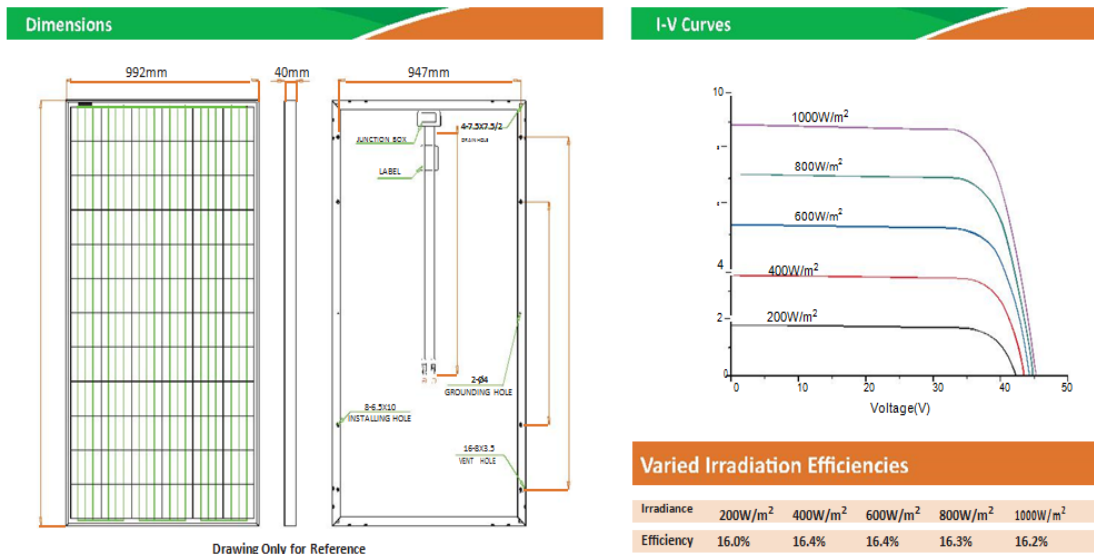 Dimensions
992mm
40mm
947mm
JUNCTION BOX
4-7.5X7.5/2
DRAIN HOLE
LABEL
2-Ø4
GROUNDING HOLE
8-6.5X10
INSTALLING HOLE
16-8X3.5
VENT HOLE
Drawing Only for Reference
I-V Curves
10
1000W/m²
800W/m²
600W/m²
4
400W/m²
2
200W/m²
0
0
10
20
30
40
50
Voltage(V)
Varied Irradiation Efficiencies
Irradiance 200W/m² 400W/m² 600W/m² 800W/m² 1000W/m²
Efficiency 16.0% 16.4% 16.4% 16.3% 16.2%